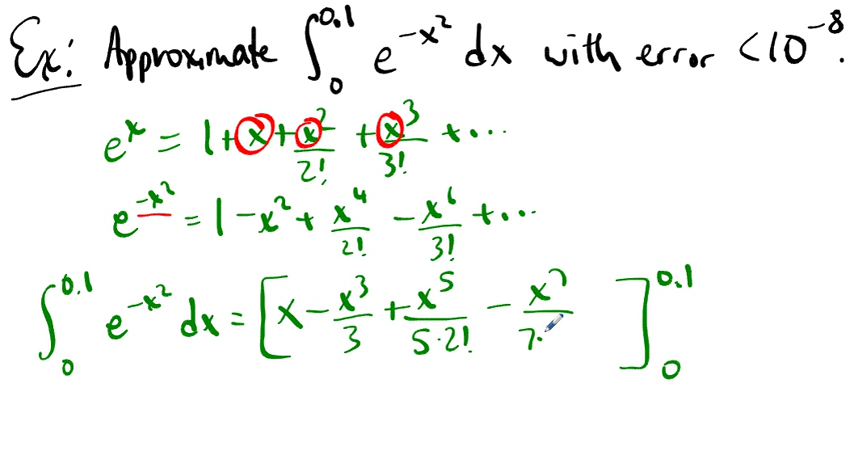 Ex: Approximate ∫₀^0.1 e^(-x²) dx with error < 10⁻⁸.
eˣ = 1 + x + x²/2! + x³/3! + ...
e^(-x²) = 1 - x² + x⁴/2! - x⁶/3! + ...
∫₀^0.1 e^(-x²) dx = [x - x³/3 + x⁵/(5·2!) - x⁷/7· ]₀^0.1